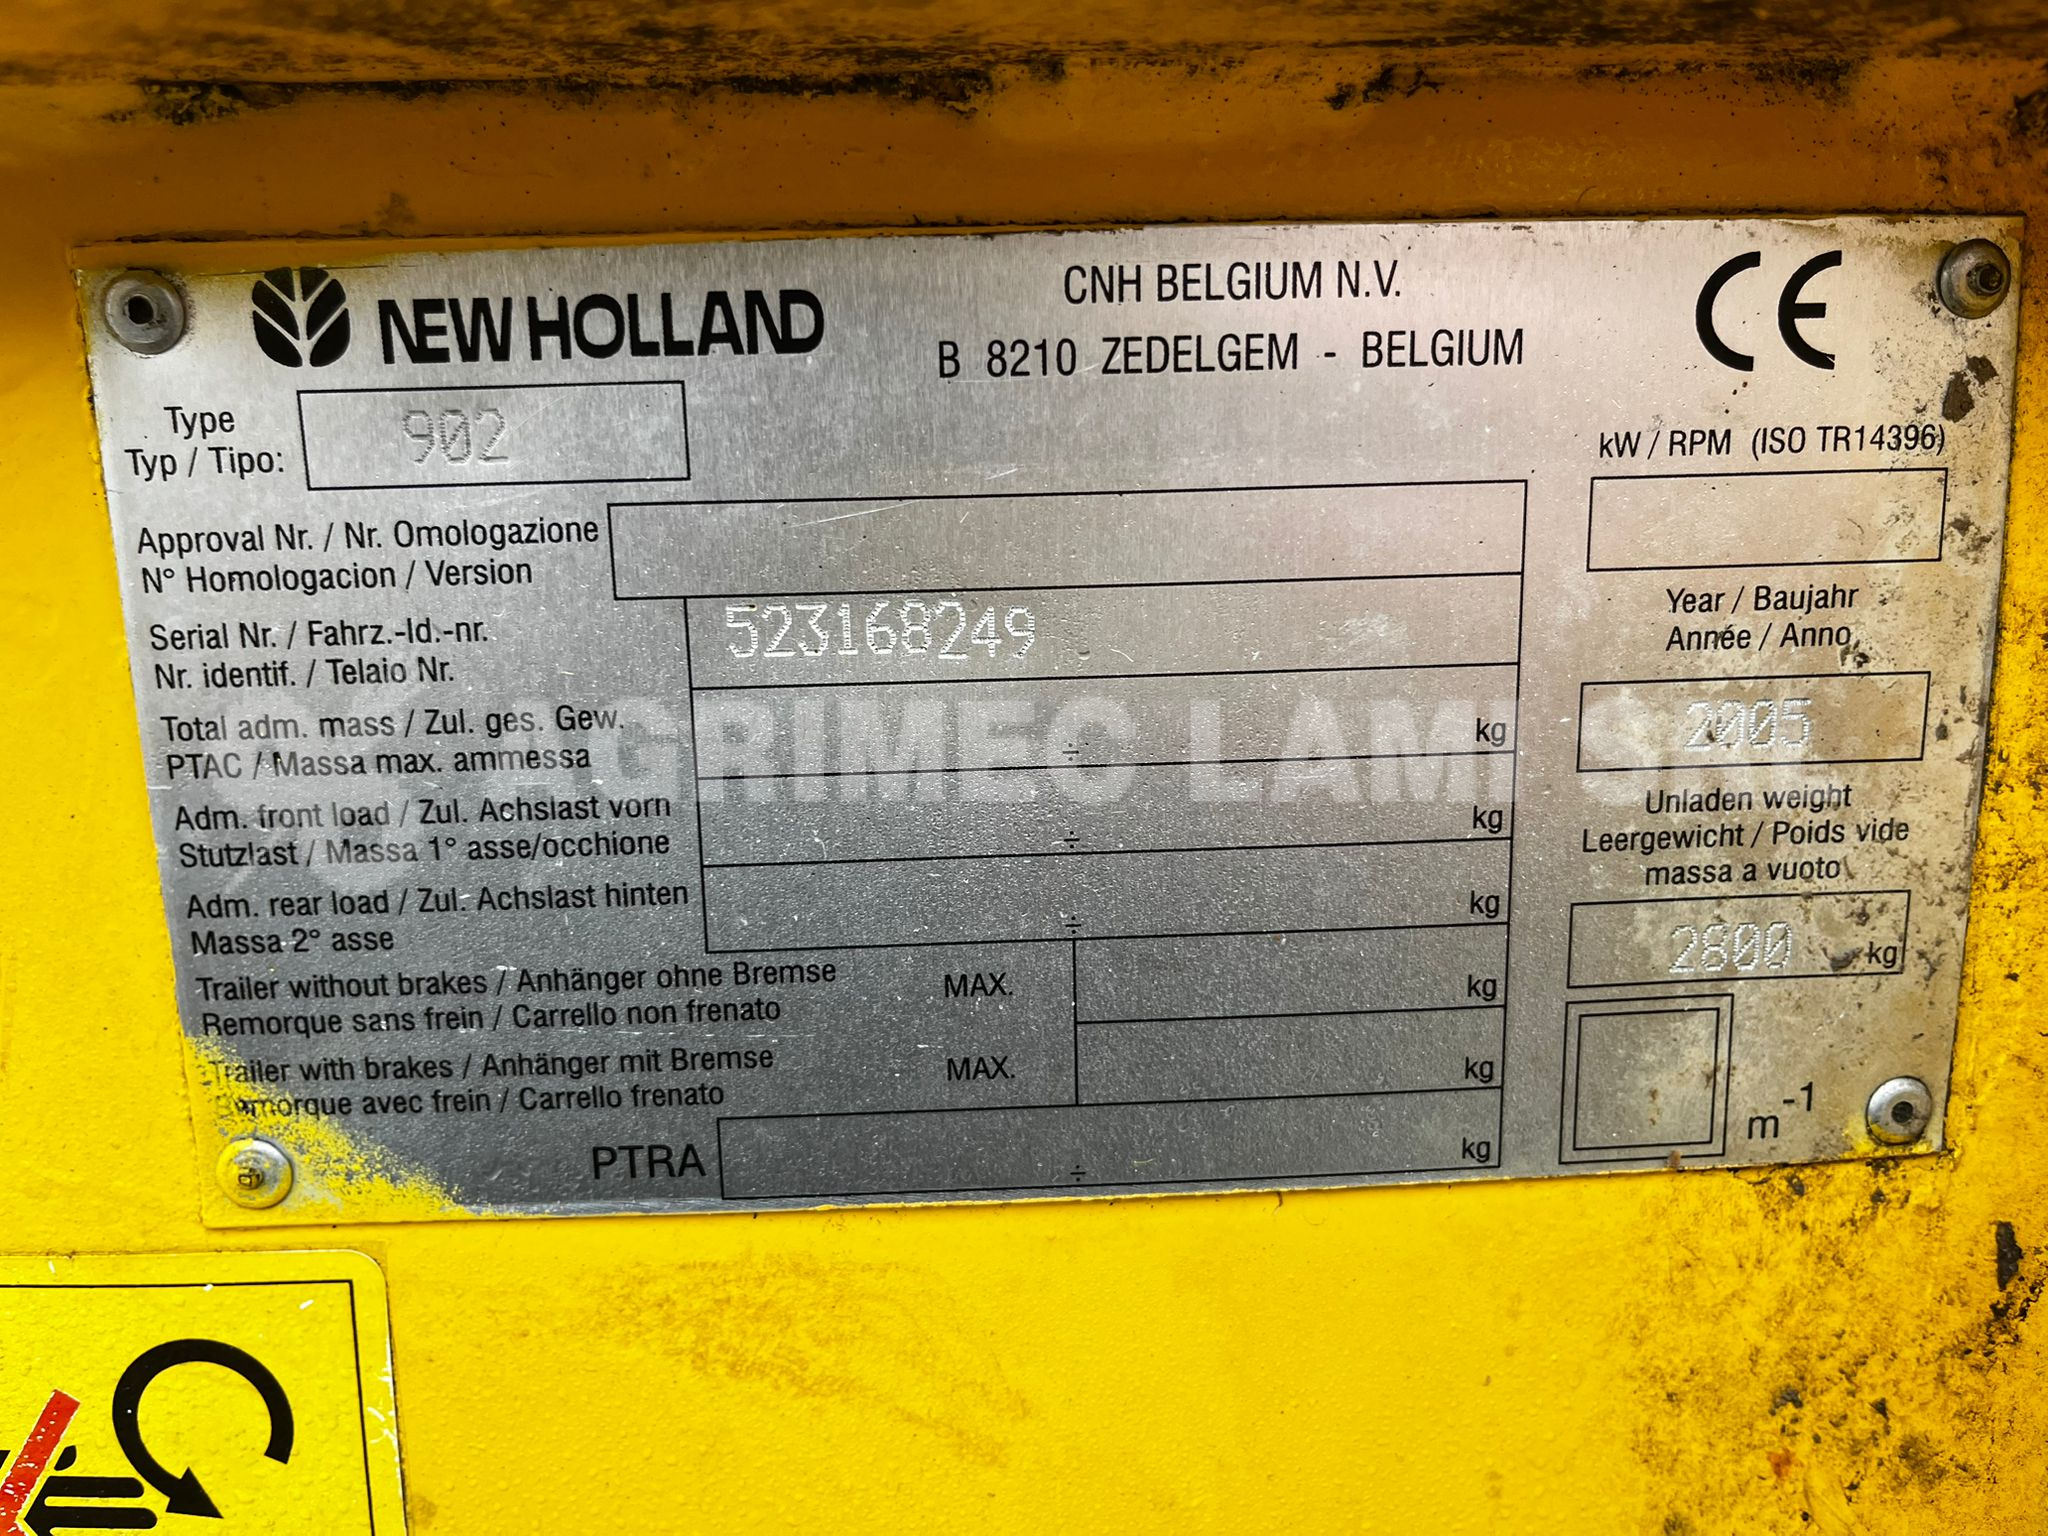 NEW HOLLAND
CNH BELGIUM N.V.
B 8210 ZEDELGEM - BELGIUM
CE
Type
Typ / Tipo:
902
kW / RPM (ISO TR14396)
Approval Nr. / Nr. Omologazione
N° Homologacion / Version
Serial Nr. / Fahrz.-Id.-nr.
Nr. identif. / Telaio Nr.
523168249
Year / Baujahr
Année / Anno
2005
Total adm. mass / Zul. ges. Gew.
PTAC / Massa max. ammessa
÷ kg
Adm. front load / Zul. Achslast vorn
Stutzlast / Massa 1° asse/occhione
÷ kg
Unladen weight
Leergewicht / Poids vide
massa a vuoto
2800 kg
Adm. rear load / Zul. Achslast hinten
Massa 2° asse
÷ kg
Trailer without brakes / Anhänger ohne Bremse
Remorque sans frein / Carrello non frenato
MAX. kg
Trailer with brakes / Anhänger mit Bremse
Remorque avec frein / Carrello frenato
MAX. kg
PTRA ÷ kg
m-1